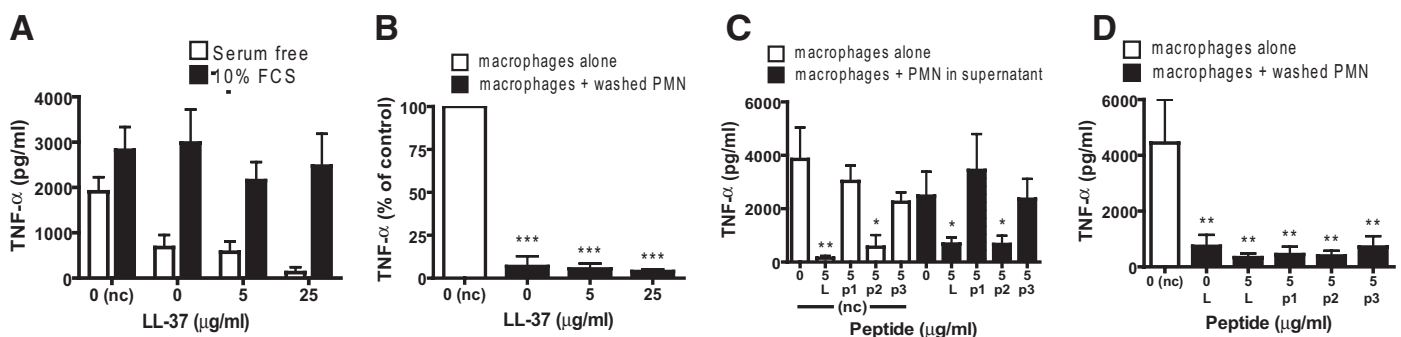 A
Serum free
10% FCS
TNF-α (pg/ml)
4000
3000
2000
1000
0
0 (nc) 0 5 25
LL-37 (μg/ml)
B
macrophages alone
macrophages + washed PMN
TNF-α (% of control)
100
75
50
25
0
*** *** ***
0 (nc) 0 5 25
LL-37 (μg/ml)
C
macrophages alone
macrophages + PMN in supernatant
TNF-α (pg/ml)
6000
4000
2000
0
** * * *
0 5 5 5 5 0 5 5 5 5
L p1 p2 p3 L p1 p2 p3
(nc)
Peptide (μg/ml)
D
macrophages alone
macrophages + washed PMN
TNF-α (pg/ml)
6000
4000
2000
0
** ** ** ** **
0 (nc) 0 5 5 5 5
L L p1 p2 p3
Peptide (μg/ml)